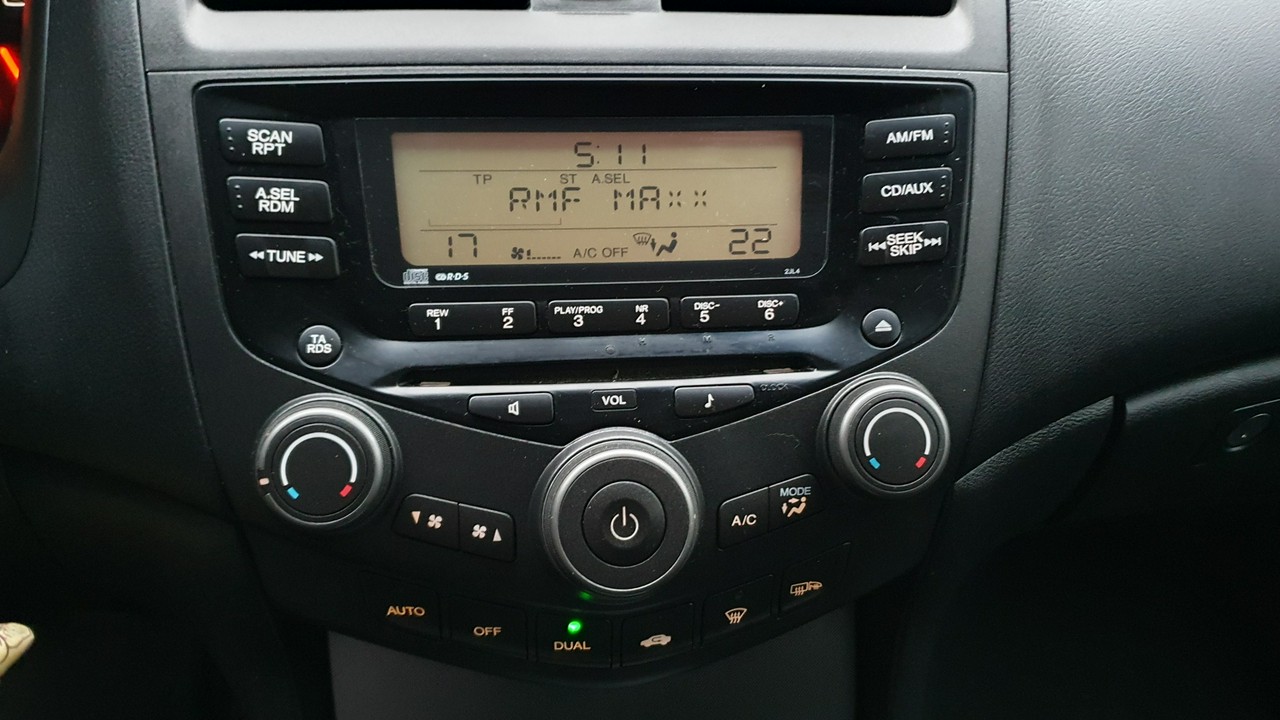 5:11
TP ST A.SEL
RMF MAxx
17 A/C OFF 22
disc RDS 2JL4
SCAN
RPT
A.SEL
RDM
TUNE
AM/FM
CD/AUX
SEEK
SKIP
REW
1
FF
2
PLAY/PROG
3
NR
4
DISC-
5
DISC+
6
TA
RDS
VOL
CLOCK
A/C
MODE
AUTO
OFF
DUAL